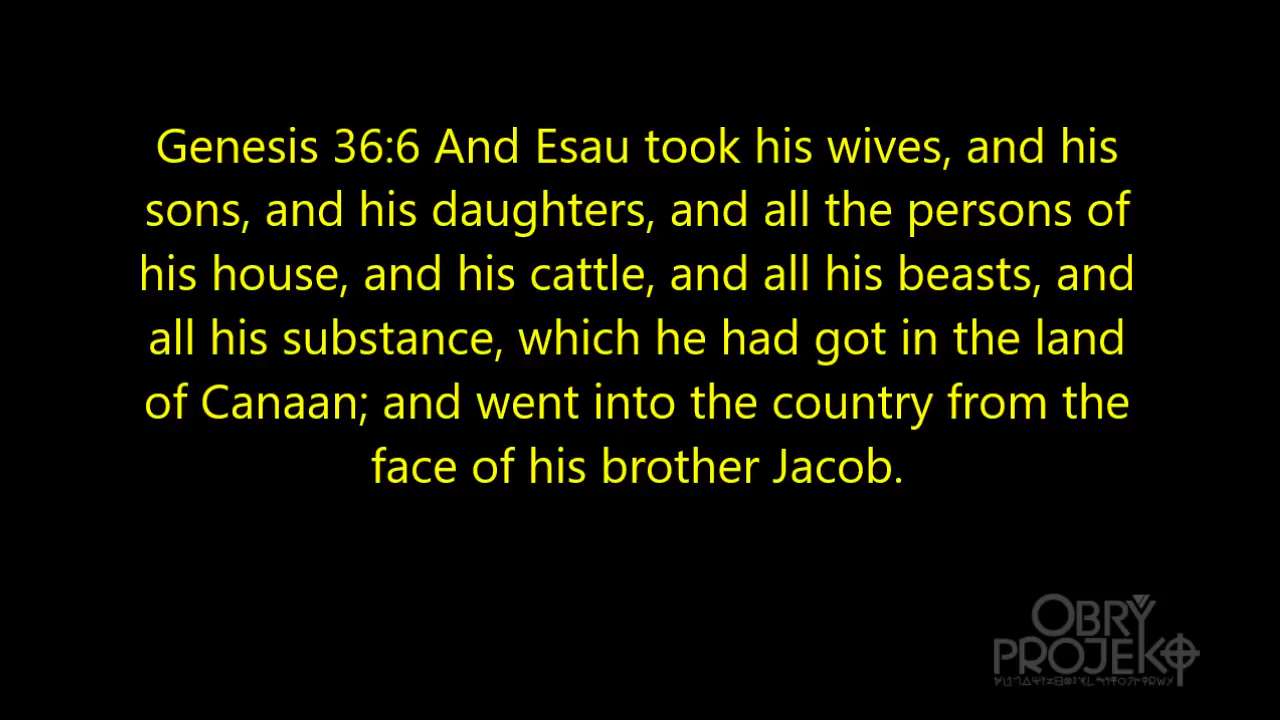 Genesis 36:6 And Esau took his wives, and his
sons, and his daughters, and all the persons of
his house, and his cattle, and all his beasts, and
all his substance, which he had got in the land
of Canaan; and went into the country from the
face of his brother Jacob.
OBRY
PROJEKT